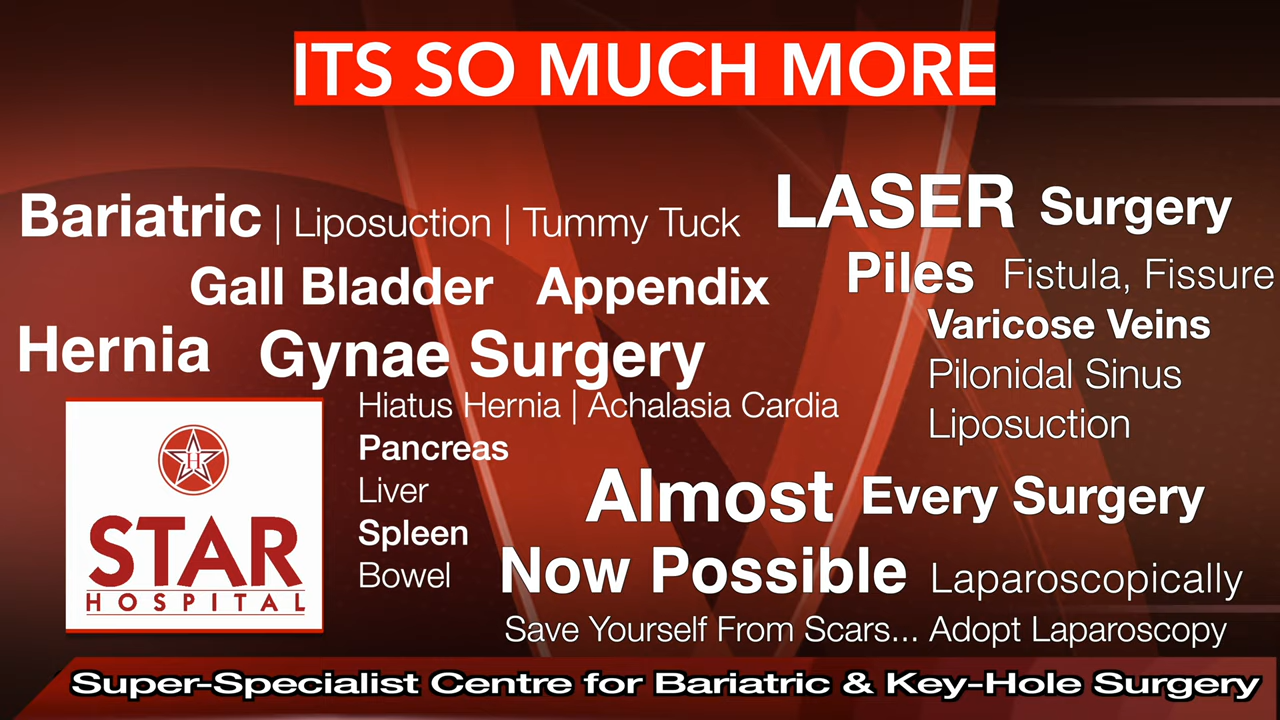 ITS SO MUCH MORE
Bariatric | Liposuction | Tummy Tuck
Gall Bladder Appendix
Hernia Gynae Surgery
Hiatus Hernia | Achalasia Cardia
Pancreas
Liver
Spleen
Bowel
LASER Surgery
Piles Fistula, Fissure
Varicose Veins
Pilonidal Sinus
Liposuction
Almost Every Surgery
Now Possible Laparoscopically
Save Yourself From Scars... Adopt Laparoscopy
H
STAR
HOSPITAL
Super-Specialist Centre for Bariatric & Key-Hole Surgery